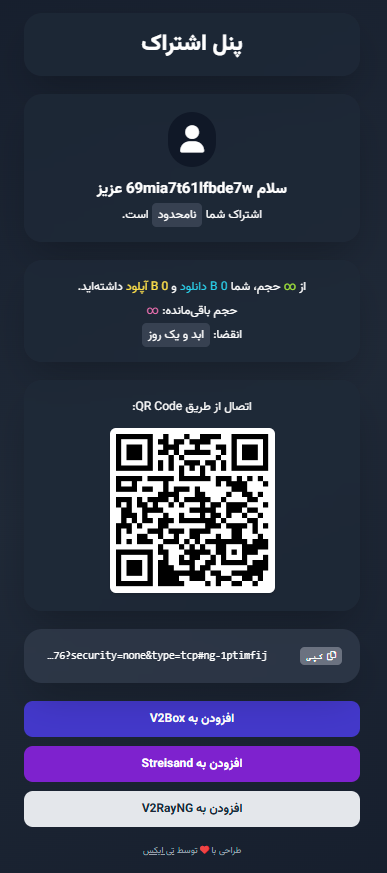 پنل اشتراک
سلام 69mia7t61lfbde7w عزیز
اشتراک شما نامحدود است.
از ∞ حجم، شما 0 B دانلود و 0 B آپلود داشته‌اید.
حجم باقی‌مانده: ∞
انقضا: ابد و یک روز
اتصال از طریق QR Code:
...76?security=none&type=tcp#ng-1ptimfij
کپی
افزودن به V2Box
افزودن به Streisand
افزودن به V2RayNG
طراحی با ❤ توسط تی ایکس